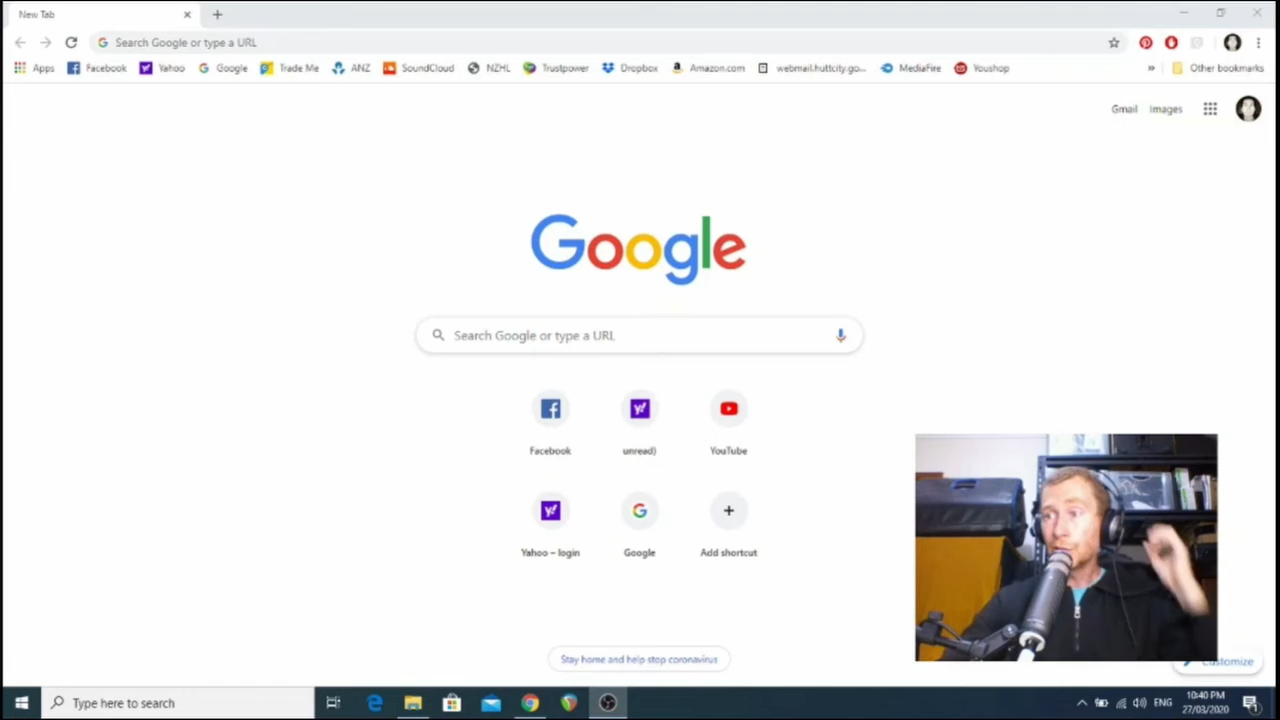 New Tab
Search Google or type a URL
Apps Facebook Yahoo Google Trade Me ANZ SoundCloud NZHL Trustpower Dropbox Amazon.com webmail.huttcity.go... MediaFire Youshop » Other bookmarks
Gmail Images
Google
Search Google or type a URL
Facebook unread) YouTube
Yahoo – login Google Add shortcut
Stay home and help stop coronavirus
Customize
Type here to search
ENG
10:40 PM
27/03/2020